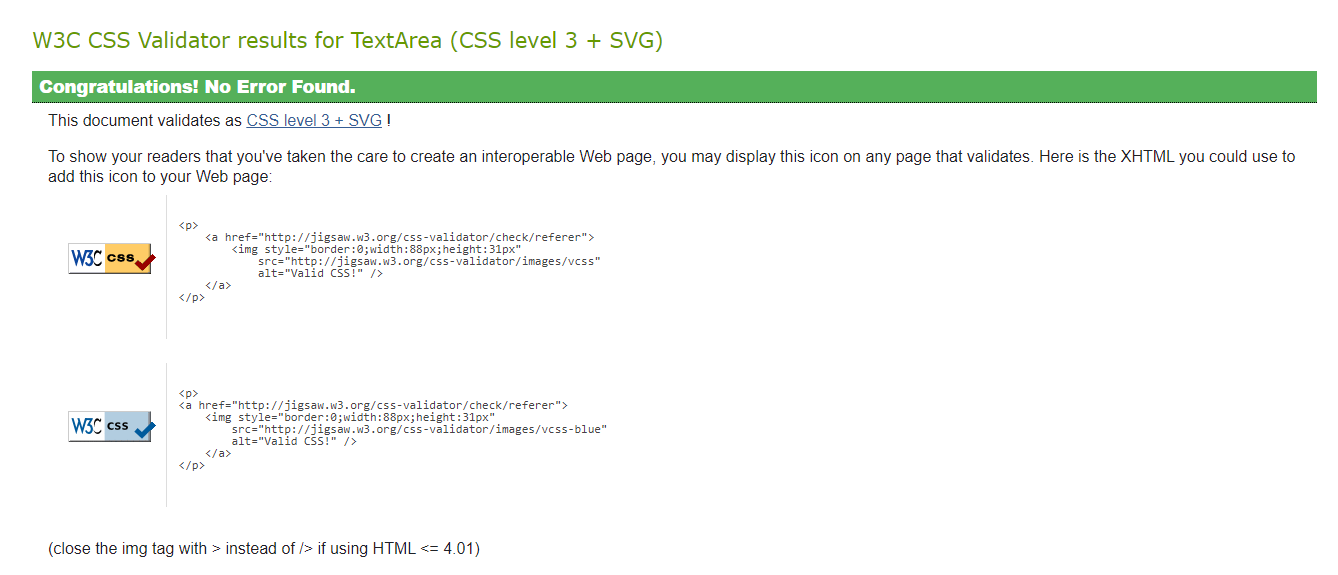 W3C CSS Validator results for TextArea (CSS level 3 + SVG)
Congratulations! No Error Found.
This document validates as CSS level 3 + SVG !
To show your readers that you've taken the care to create an interoperable Web page, you may display this icon on any page that validates. Here is the XHTML you could use to
add this icon to your Web page:
W3C css
<p>
<a href="http://jigsaw.w3.org/css-validator/check/referer">
<img style="border:0;width:88px;height:31px"
src="http://jigsaw.w3.org/css-validator/images/vcss"
alt="Valid CSS!" />
</a>
</p>
W3C css
<p>
<a href="http://jigsaw.w3.org/css-validator/check/referer">
<img style="border:0;width:88px;height:31px"
src="http://jigsaw.w3.org/css-validator/images/vcss-blue"
alt="Valid CSS!" />
</a>
</p>
(close the img tag with > instead of /> if using HTML <= 4.01)